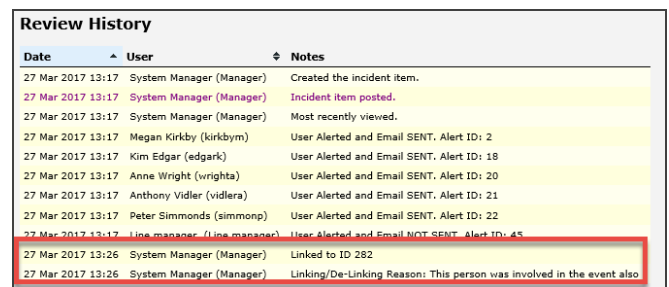 Review History
Date User Notes
27 Mar 2017 13:17 System Manager (Manager) Created the incident item.
27 Mar 2017 13:17 System Manager (Manager) Incident item posted.
27 Mar 2017 13:17 System Manager (Manager) Most recently viewed.
27 Mar 2017 13:17 Megan Kirkby (kirkbym) User Alerted and Email SENT. Alert ID: 2
27 Mar 2017 13:17 Kim Edgar (edgark) User Alerted and Email SENT. Alert ID: 18
27 Mar 2017 13:17 Anne Wright (wrighta) User Alerted and Email SENT. Alert ID: 20
27 Mar 2017 13:17 Anthony Vidler (vidlera) User Alerted and Email SENT. Alert ID: 21
27 Mar 2017 13:17 Peter Simmonds (simmonp) User Alerted and Email SENT. Alert ID: 22
27 Mar 2017 13:17 Line manager (Line manager) User Alerted and Email NOT SENT. Alert ID: 45
27 Mar 2017 13:26 System Manager (Manager) Linked to ID 282
27 Mar 2017 13:26 System Manager (Manager) Linking/De-Linking Reason: This person was involved in the event also